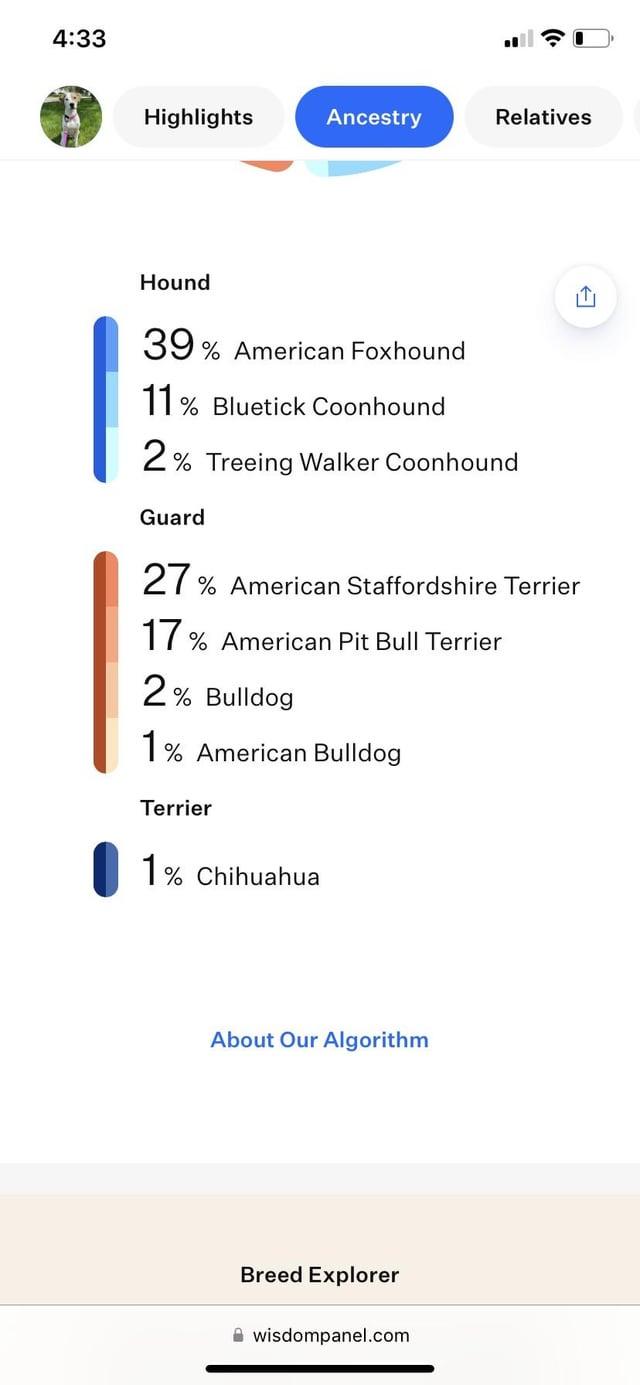 4:33
Highlights
Ancestry
Relatives
Hound
39 % American Foxhound
11 % Bluetick Coonhound
2 % Treeing Walker Coonhound
Guard
27 % American Staffordshire Terrier
17 % American Pit Bull Terrier
2 % Bulldog
1 % American Bulldog
Terrier
1 % Chihuahua
About Our Algorithm
Breed Explorer
wisdompanel.com